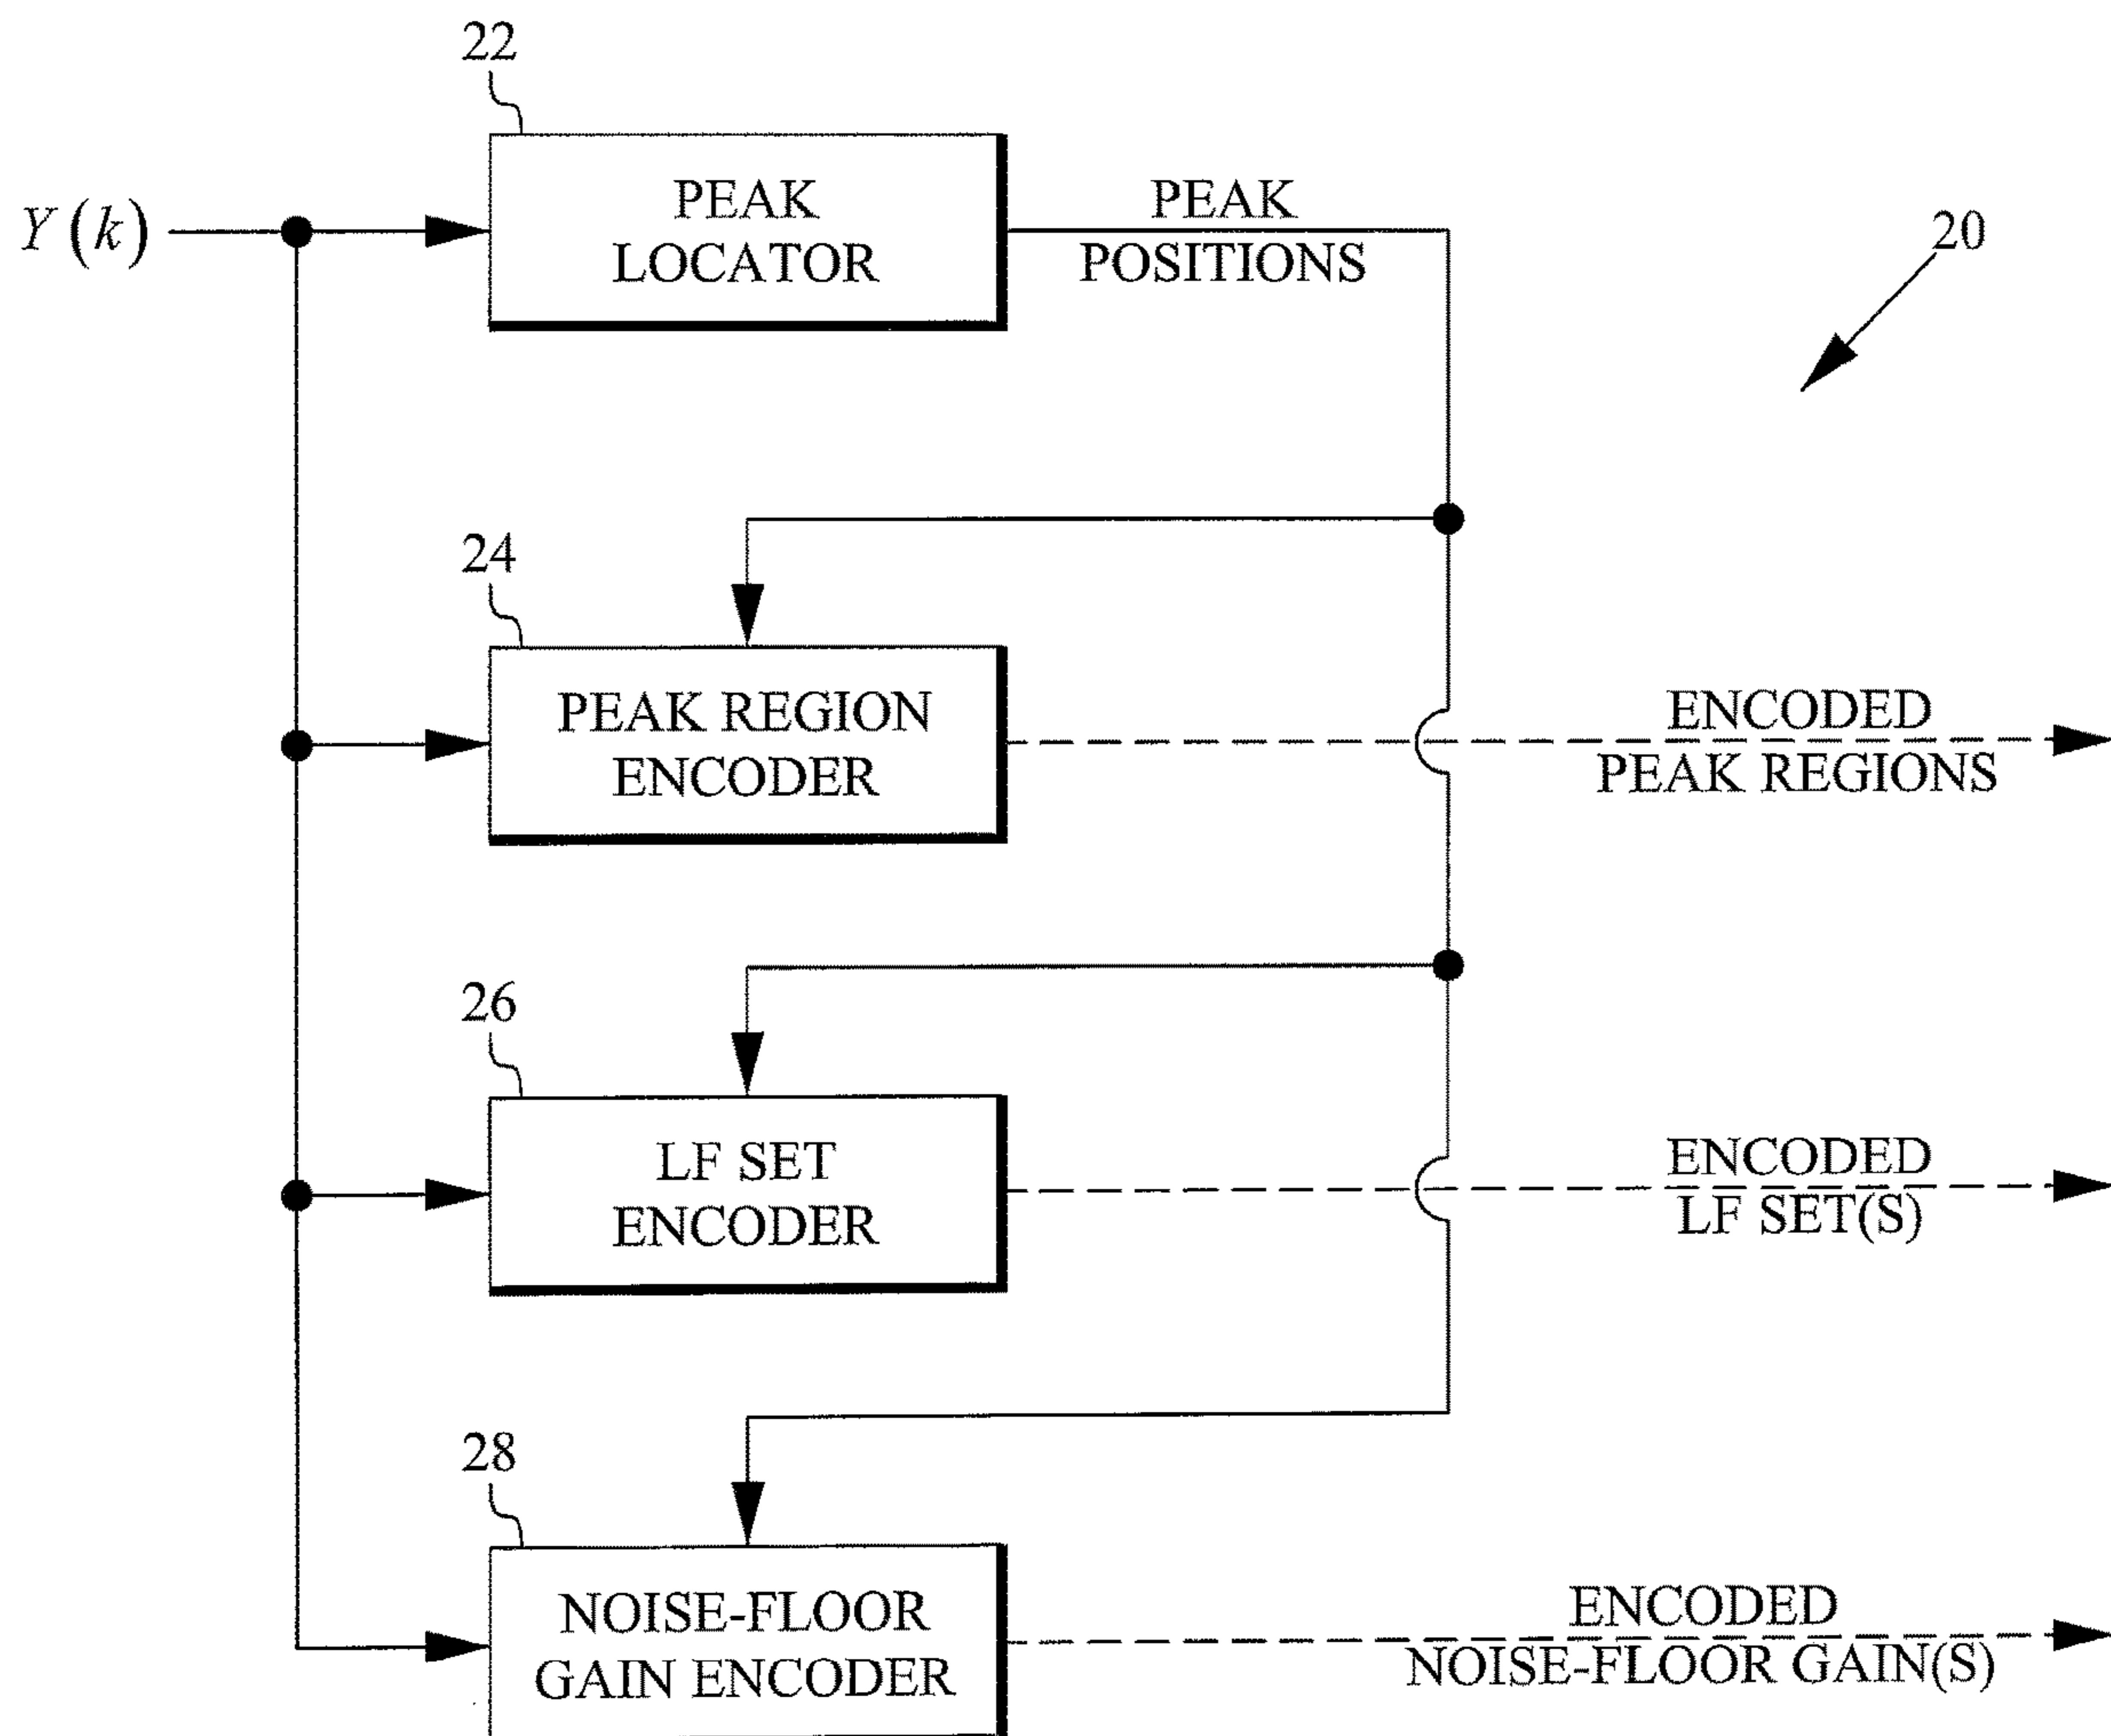 22
Y (k)
PEAK
LOCATOR
PEAK
POSITIONS
20
24
PEAK REGION
ENCODER
ENCODED
PEAK REGIONS
26
LF SET
ENCODER
ENCODED
LF SET(S)
28
NOISE-FLOOR
GAIN ENCODER
ENCODED
NOISE-FLOOR GAIN(S)